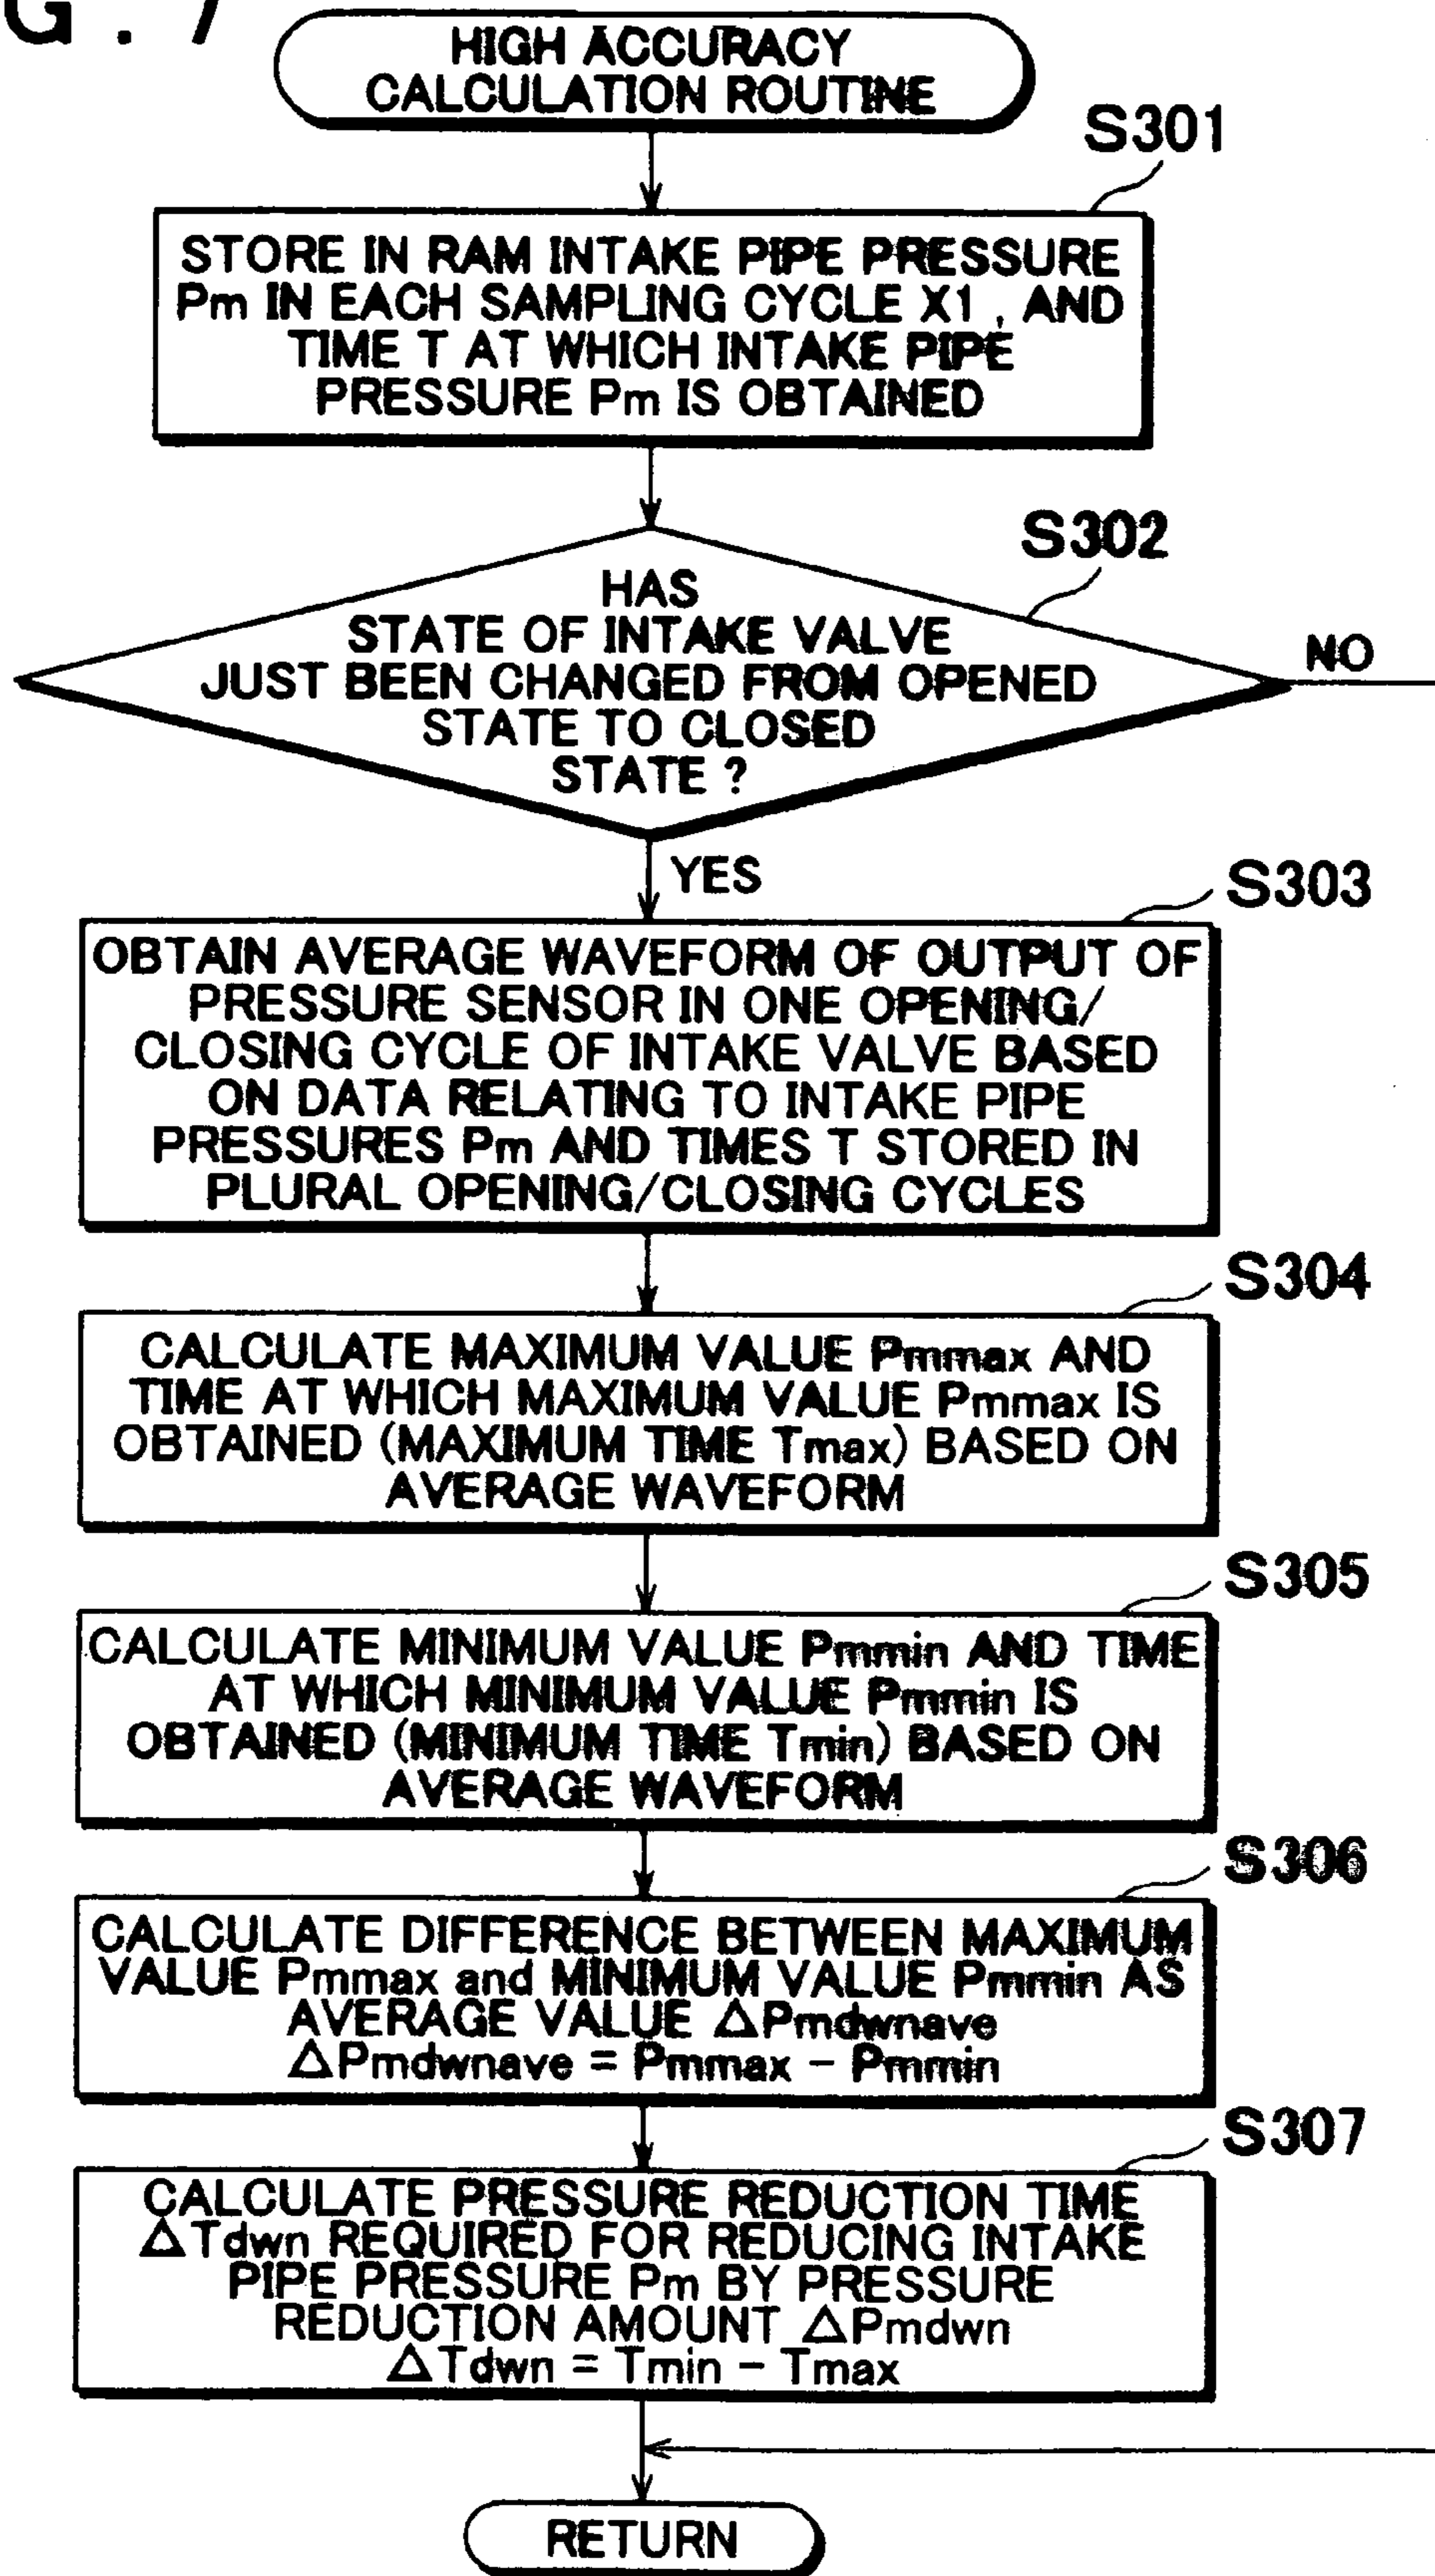 G. 7
HIGH ACCURACY
CALCULATION ROUTINE
S301
STORE IN RAM INTAKE PIPE PRESSURE
Pm IN EACH SAMPLING CYCLE X1 , AND
TIME T AT WHICH INTAKE PIPE
PRESSURE Pm IS OBTAINED
S302
HAS
STATE OF INTAKE VALVE
JUST BEEN CHANGED FROM OPENED
STATE TO CLOSED
STATE ?
NO
YES
S303
OBTAIN AVERAGE WAVEFORM OF OUTPUT OF
PRESSURE SENSOR IN ONE OPENING/
CLOSING CYCLE OF INTAKE VALVE BASED
ON DATA RELATING TO INTAKE PIPE
PRESSURES Pm AND TIMES T STORED IN
PLURAL OPENING/CLOSING CYCLES
S304
CALCULATE MAXIMUM VALUE Pmmax AND
TIME AT WHICH MAXIMUM VALUE Pmmax IS
OBTAINED (MAXIMUM TIME Tmax) BASED ON
AVERAGE WAVEFORM
S305
CALCULATE MINIMUM VALUE Pmmin AND TIME
AT WHICH MINIMUM VALUE Pmmin IS
OBTAINED (MINIMUM TIME Tmin) BASED ON
AVERAGE WAVEFORM
S306
CALCULATE DIFFERENCE BETWEEN MAXIMUM
VALUE Pmmax and MINIMUM VALUE Pmmin AS
AVERAGE VALUE △Pmdwnave
△Pmdwnave = Pmmax - Pmmin
S307
CALCULATE PRESSURE REDUCTION TIME
△Tdwn REQUIRED FOR REDUCING INTAKE
PIPE PRESSURE Pm BY PRESSURE
REDUCTION AMOUNT △Pmdwn
△Tdwn = Tmin - Tmax
RETURN